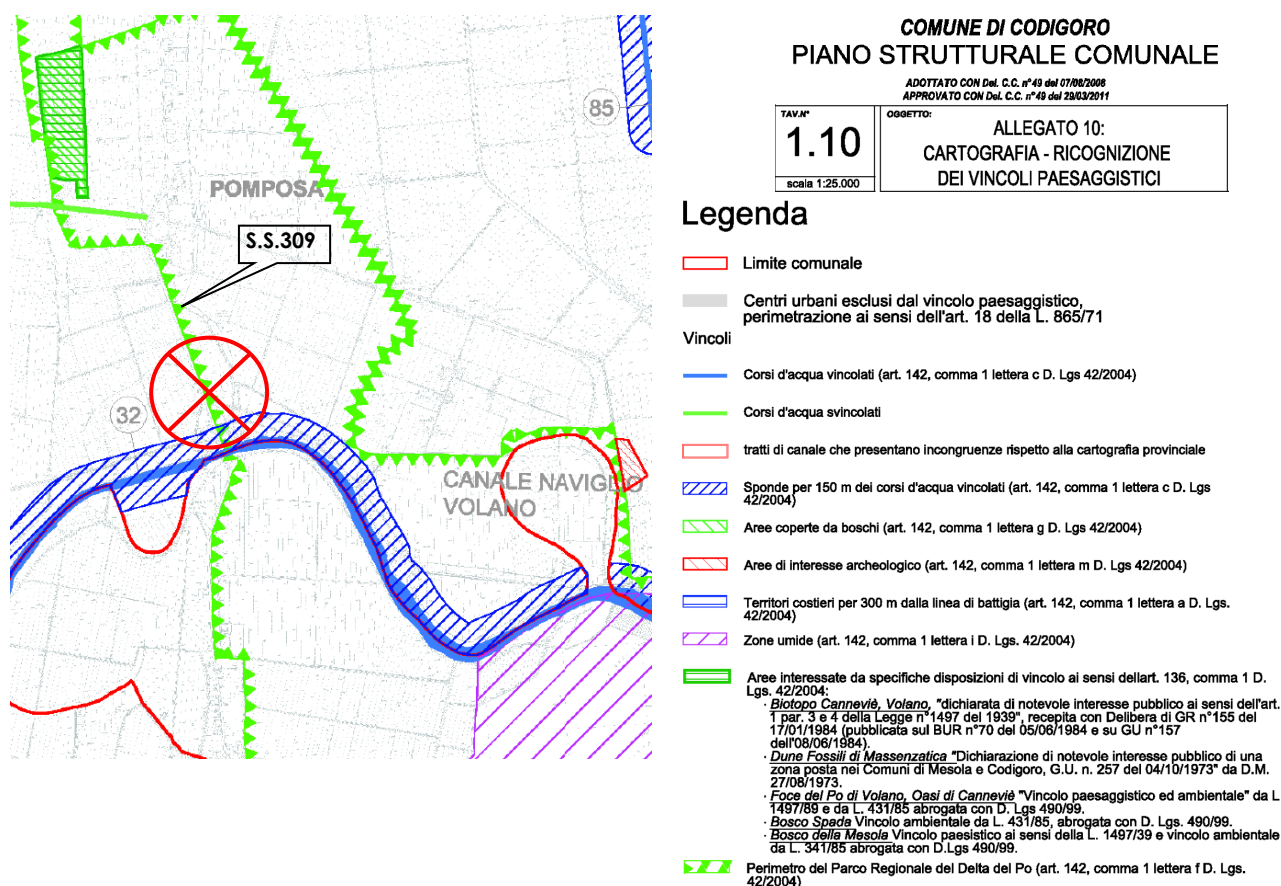 85
POMPOSA
S.S.309
32
CANALE NAVIGLIO
VOLANO
COMUNE DI CODIGORO
PIANO STRUTTURALE COMUNALE
ADOTTATO CON Del. C.C. n°49 del 07/08/2008
APPROVATO CON Del. C.C. n°49 del 29/03/2011
TAV.N°
1.10
scala 1:25.000
OGGETTO:
ALLEGATO 10:
CARTOGRAFIA - RICOGNIZIONE
DEI VINCOLI PAESAGGISTICI
Legenda
Limite comunale
Centri urbani esclusi dal vincolo paesaggistico,
perimetrazione ai sensi dell'art. 18 della L. 865/71
Vincoli
Corsi d'acqua vincolati (art. 142, comma 1 lettera c D. Lgs 42/2004)
Corsi d'acqua svincolati
tratti di canale che presentano incongruenze rispetto alla cartografia provinciale
Sponde per 150 m dei corsi d'acqua vincolati (art. 142, comma 1 lettera c D. Lgs
42/2004)
Aree coperte da boschi (art. 142, comma 1 lettera g D. Lgs 42/2004)
Aree di interesse archeologico (art. 142, comma 1 lettera m D. Lgs 42/2004)
Territori costieri per 300 m dalla linea di battigia (art. 142, comma 1 lettera a D. Lgs.
42/2004)
Zone umide (art. 142, comma 1 lettera i D. Lgs. 42/2004)
Aree interessate da specifiche disposizioni di vincolo ai sensi dellart. 136, comma 1 D.
Lgs. 42/2004:
· Biotopo Canneviè, Volano, "dichiarata di notevole interesse pubblico ai sensi dell'art.
1 par. 3 e 4 della Legge n°1497 del 1939", recepita con Delibera di GR n°155 del
17/01/1984 (pubblicata sul BUR n°70 del 05/06/1984 e su GU n°157
dell'08/06/1984).
· Dune Fossili di Massenzatica "Dichiarazione di notevole interesse pubblico di una
zona posta nei Comuni di Mesola e Codigoro, G.U. n. 257 del 04/10/1973" da D.M.
27/08/1973.
· Foce del Po di Volano, Oasi di Canneviè "Vincolo paesaggistico ed ambientale" da L
1497/89 e da L. 431/85 abrogata con D. Lgs 490/99.
· Bosco Spada Vincolo ambientale da L. 431/85, abrogata con D. Lgs. 490/99.
· Bosco della Mesola Vincolo paesistico ai sensi della L. 1497/39 e vincolo ambientale
da L. 341/85 abrogata con D.Lgs 490/99.
Perimetro del Parco Regionale del Delta del Po (art. 142, comma 1 lettera f D. Lgs.
42/2004)